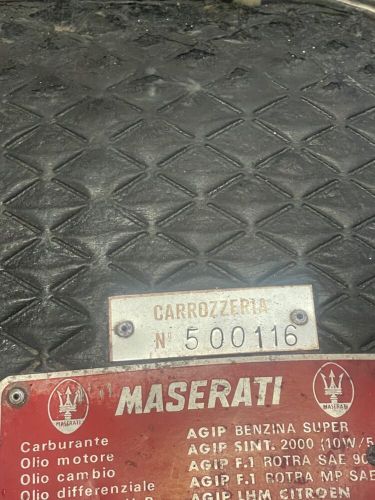 CARROZZERIA
Nº 500116
MASERATI
Carburante AGIP BENZINA SUPER
Olio motore AGIP SINT. 2000 (10W/5
Olio cambio AGIP F.1 ROTRA SAE 90
Olio differenziale AGIP F.1 ROTRA MP SAE
AGIP LHM CITROEN